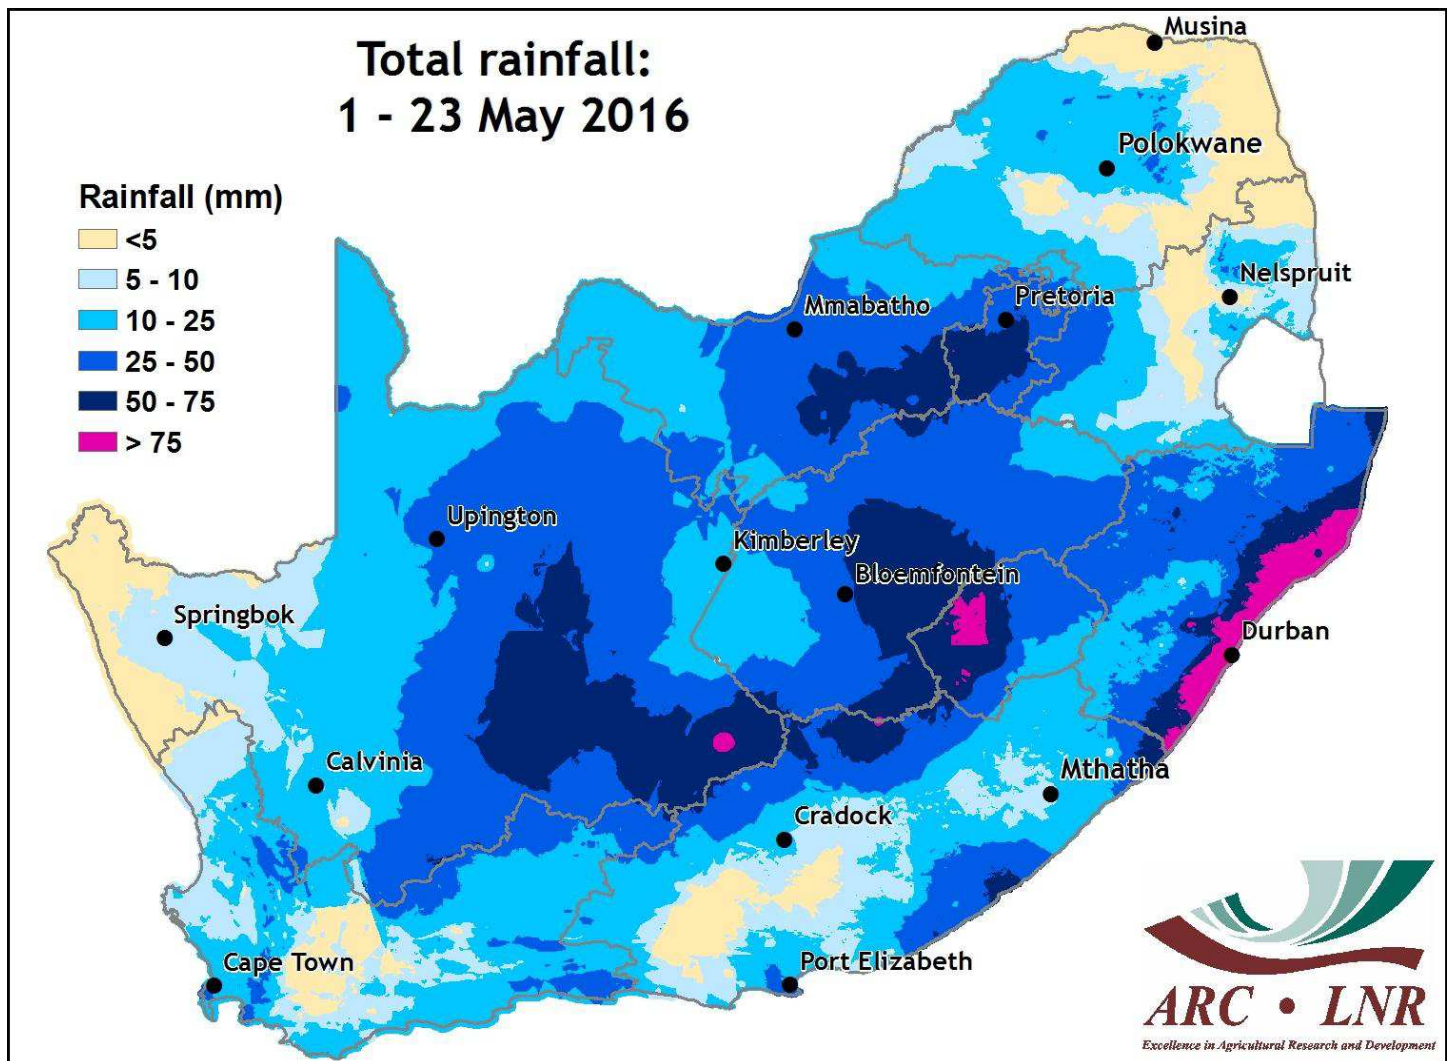 Total rainfall:
1 - 23 May 2016
Rainfall (mm)
<5
5 - 10
10 - 25
25 - 50
50 - 75
> 75
Musina
Polokwane
Nelspruit
Pretoria
Mmabatho
Upington
Kimberley
Bloemfontein
Springbok
Durban
Calvinia
Mthatha
Cradock
Cape Town
Port Elizabeth
ARC • LNR
Excellence in Agricultural Research and Development